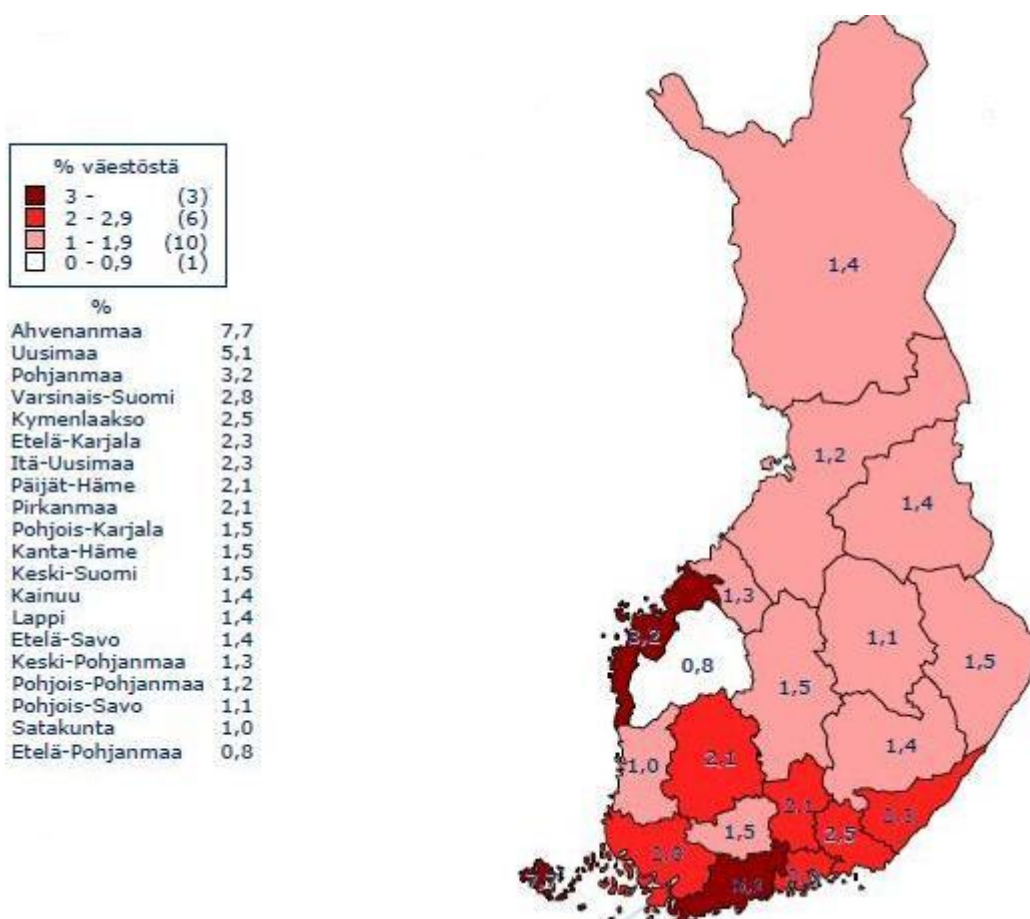 % väestöstä
3 - (3)
2 - 2,9 (6)
1 - 1,9 (10)
0 - 0,9 (1)
%
Ahvenanmaa 7,7
Uusimaa 5,1
Pohjanmaa 3,2
Varsinais-Suomi 2,8
Kymenlaakso 2,5
Etelä-Karjala 2,3
Itä-Uusimaa 2,3
Päijät-Häme 2,1
Pirkanmaa 2,1
Pohjois-Karjala 1,5
Kanta-Häme 1,5
Keski-Suomi 1,5
Kainuu 1,4
Lappi 1,4
Etelä-Savo 1,4
Keski-Pohjanmaa 1,3
Pohjois-Pohjanmaa 1,2
Pohjois-Savo 1,1
Satakunta 1,0
Etelä-Pohjanmaa 0,8
1,4
1,2
1,4
1,3
3,2
1,1
0,8
1,5
1,5
1,4
2,1
1,0
2,1
2,3
1,5
2,5
2,8
5,1